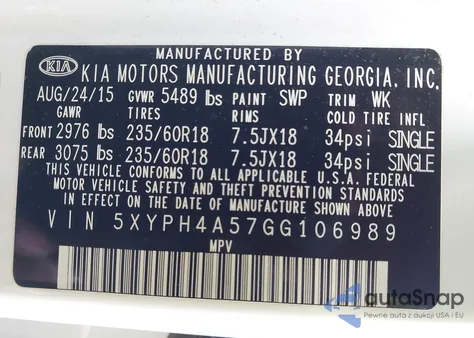 MANUFACTURED BY
KIA KIA MOTORS MANUFACTURING GEORGIA, INC.
AUG/24/15 GVWR 5489 lbs PAINT SWP TRIM WK
GAWR TIRES RIMS COLD TIRE INFL
FRONT 2976 lbs 235/60R18 7.5JX18 34psi SINGLE
REAR 3075 lbs 235/60R18 7.5JX18 34psi SINGLE
THIS VEHICLE CONFORMS TO ALL APPLICABLE U.S.A. FEDERAL
MOTOR VEHICLE SAFETY AND THEFT PREVENTION STANDARDS IN
EFFECT ON THE DATE OF MANUFACTURE SHOWN ABOVE.
VIN 5XYPH4A57GG106989
MPV
autoSnap
Pewne auta z aukcji USA i EU